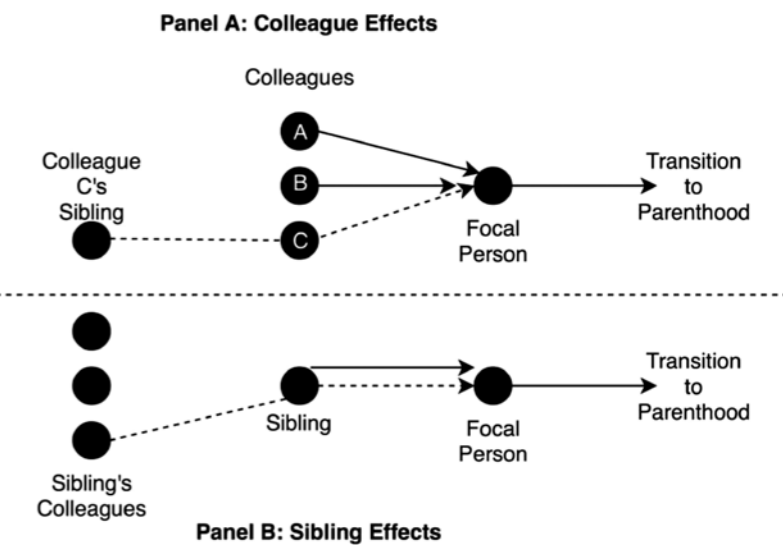 Panel A: Colleague Effects
Colleagues
A
Colleague
C's
Sibling
B
C
Focal
Person
Transition
to
Parenthood
Sibling
Focal
Person
Transition
to
Parenthood
Sibling's
Colleagues
Panel B: Sibling Effects